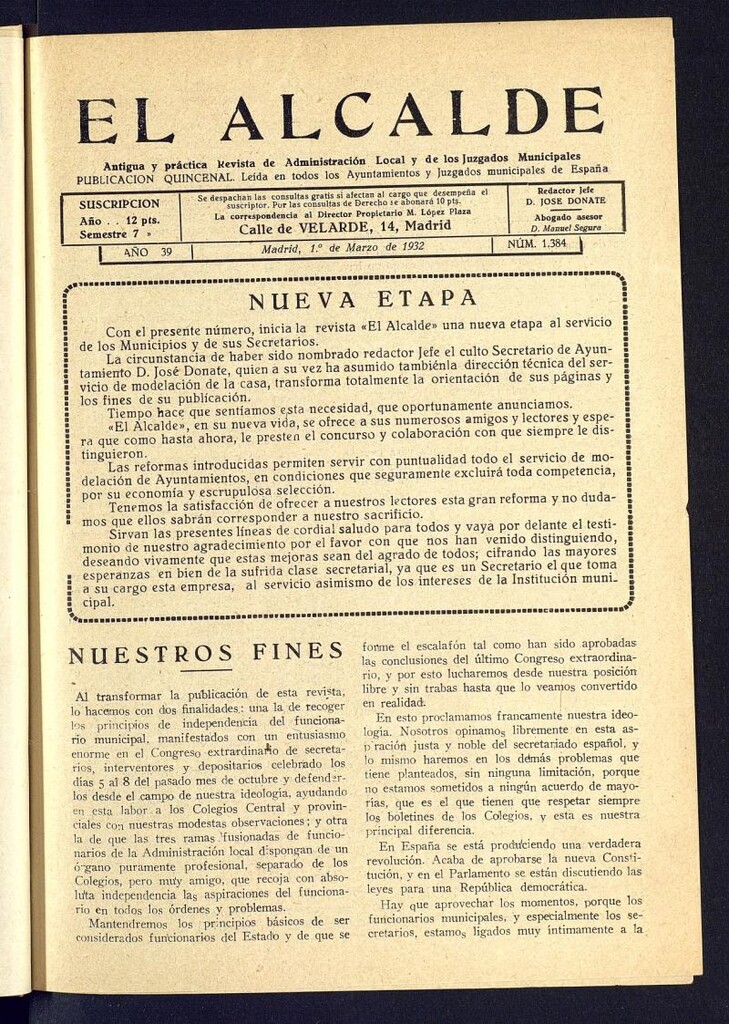 EL ALCALDE
Antigua y práctica Revista de Administración Local y de los Juzgados Municipales
PUBLICACION QUINCENAL. Leída en todos los Ayuntamientos y Juzgados municipales de España
SUSCRIPCION
Año . . 12 pts.
Semestre 7 »
Se despachan las consultas gratis si afectan al cargo que desempeña el
suscriptor. Por las consultas de Derecho se abonará 10 pts.
La correspondencia al Director Propietario M. López Plaza
Calle de VELARDE, 14, Madrid
Redactor Jefe
D. JOSE DONATE
Abogado asesor
D. Manuel Segura
AÑO 39
Madrid, 1.º de Marzo de 1932
NÚM. 1.384
NUEVA ETAPA
Con el presente número, inicia la revista «El Alcalde» una nueva etapa al servicio
de los Municipios y de sus Secretarios.
La circunstancia de haber sido nombrado redactor Jefe el culto Secretario de Ayun-
tamiento D. José Donate, quien a su vez ha asumido tambiénla dirección técnica del ser-
vicio de modelación de la casa, transforma totalmente la orientación de sus páginas y
los fines de su publicación.
Tiempo hace que sentíamos esta necesidad, que oportunamente anunciamos.
«El Alcalde», en su nueva vida, se ofrece a sus numerosos amigos y lectores y espe-
ra que como hasta ahora, le presten el concurso y colaboración con que siempre le dis-
tinguieron.
Las reformas introducidas permiten servir con puntualidad todo el servicio de mo-
delación de Ayuntamientos, en condiciones que seguramente excluirá toda competencia,
por su economía y escrupulosa selección.
Tenemos la satisfacción de ofrecer a nuestros lectores esta gran reforma y no duda-
mos que ellos sabrán corresponder a nuestro sacrificio.
Sirvan las presentes líneas de cordial saludo para todos y vaya por delante el testi-
monio de nuestro agradecimiento por el favor con que nos han venido distinguiendo,
deseando vivamente que estas mejoras sean del agrado de todos; cifrando las mayores
esperanzas en bien de la sufrida clase secretarial, ya que es un Secretario el que toma
a su cargo esta empresa, al servicio asimismo de los intereses de la Institución muni-
cipal.
NUESTROS FINES
Al transformar la publicación de esta revista,
lo hacemos con dos finalidades: una la de recoger
los principios de independencia del funciona-
rio municipal, manifestados con un entusiasmo
enorme en el Congreso extrardinario de secreta-
rios, interventores y depositarios celebrado los
días 5 al 8 del pasado mes de octubre y defender-
los desde el campo de nuestra ideología, ayudando
en esta labor a los Colegios Central y provin-
ciales con nuestras modestas observaciones; y otra
la de que las tres ramas fusionadas de funcio-
narios de la Administración local dispongan de un
órgano puramente profesional, separado de los
Colegios, pero muy amigo, que recoja con abso-
luta independencia las aspiraciones del funciona-
rio en todos los órdenes y problemas.
Mantendremos los principios básicos de ser
considerados funcionarios del Estado y de que se
forme el escalafón tal como han sido aprobadas
las conclusiones del último Congreso extraordina-
rio, y por esto lucharemos desde nuestra posición
libre y sin trabas hasta que lo veamos convertido
en realidad.
En esto proclamamos francamente nuestra ideo-
logía. Nosotros opinamos libremente en esta as-
piración justa y noble del secretariado español, y
lo mismo haremos en los demás problemas que
tiene planteados, sin ninguna limitación, porque
no estamos sometidos a ningún acuerdo de mayo-
rías, que es el que tienen que respetar siempre
los boletines de los Colegios, y esta es nuestra
principal diferencia.
En España se está produciendo una verdadera
revolución. Acaba de aprobarse la nueva Consti-
tución, y en el Parlamento se están discutiendo las
leyes para una República democrática.
Hay que aprovechar los momentos, porque los
funcionarios municipales, y especialmente los se-
cretarios, estamos ligados muy íntimamente a la